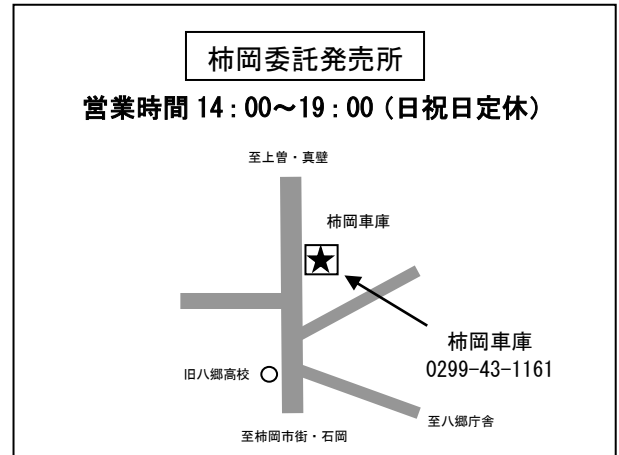 柿岡委託発売所
営業時間 14：00～19：00（日祝日定休）
至上曽・真壁
柿岡車庫
柿岡車庫
0299-43-1161
旧八郷高校
至八郷庁舎
至柿岡市街・石岡